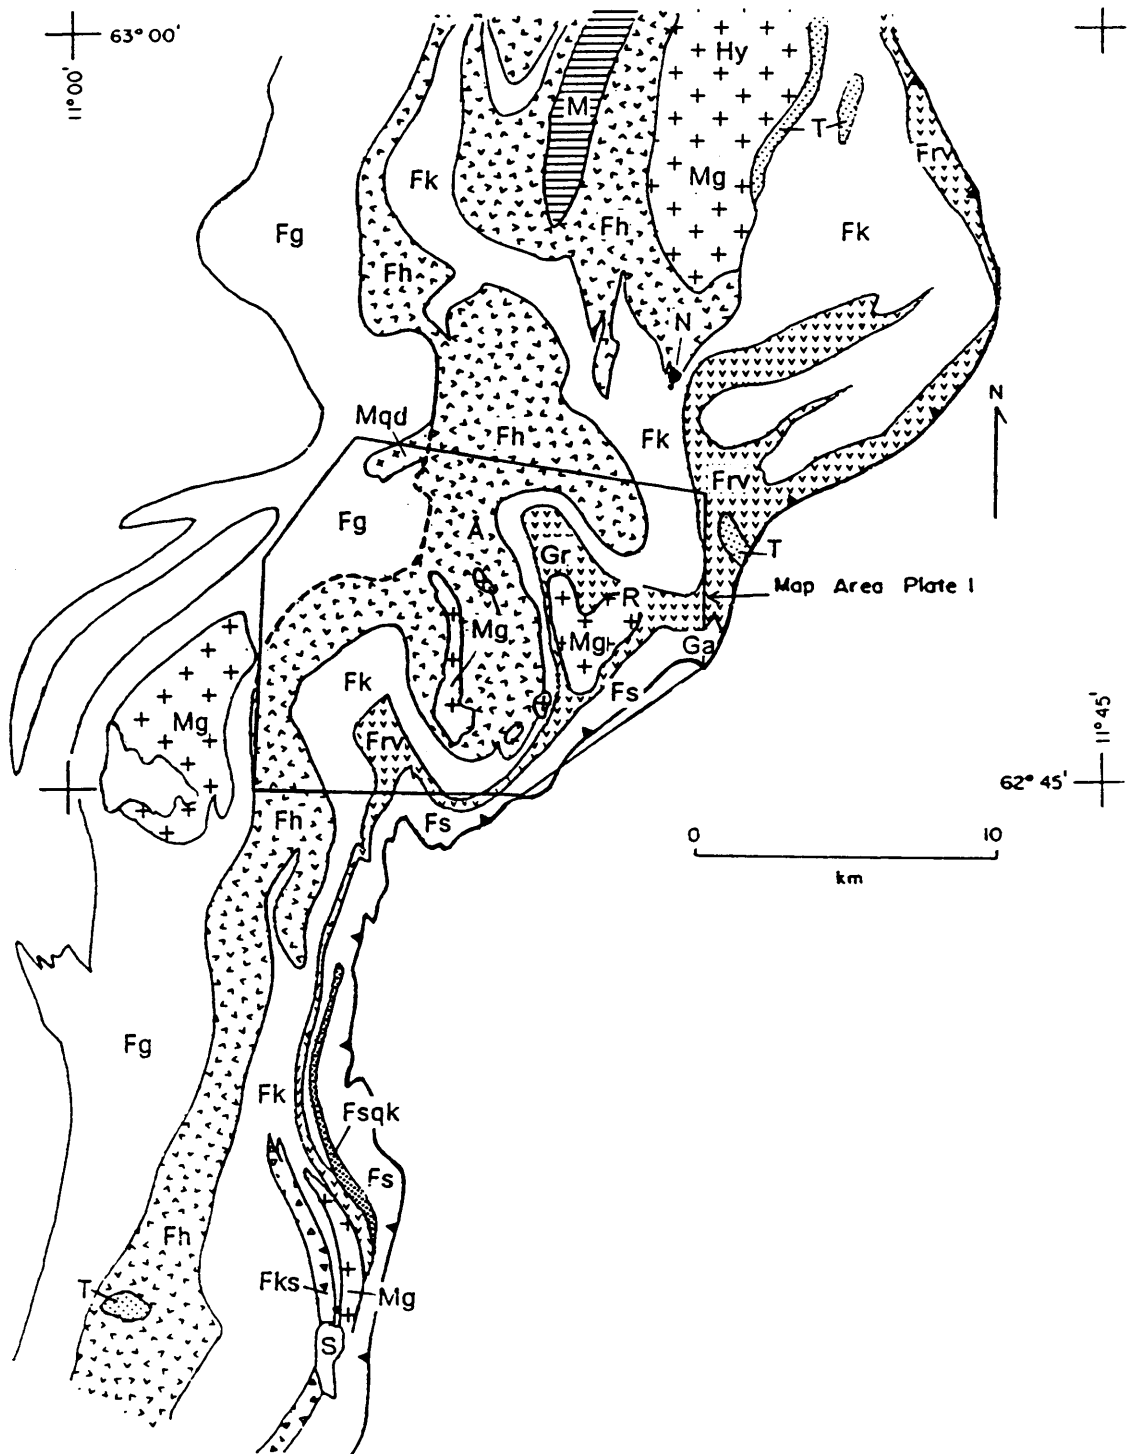 63° 00'
11° 00'
Hy
M
T
Frv
Fk
Mg
Fg
Fh
Fk
Fh
N
N
Mqd
Fh
Fk
Frv
Fg
Å
Gr
T
R
Map Area Plate I
Mg
Mg
Ga
Fk
Fs
Mg
Frv
11° 45'
62° 45'
Fh
Fs
0 10
km
Fg
Fk
Fsqk
Fs
Fh
T
Fks
Mg
S